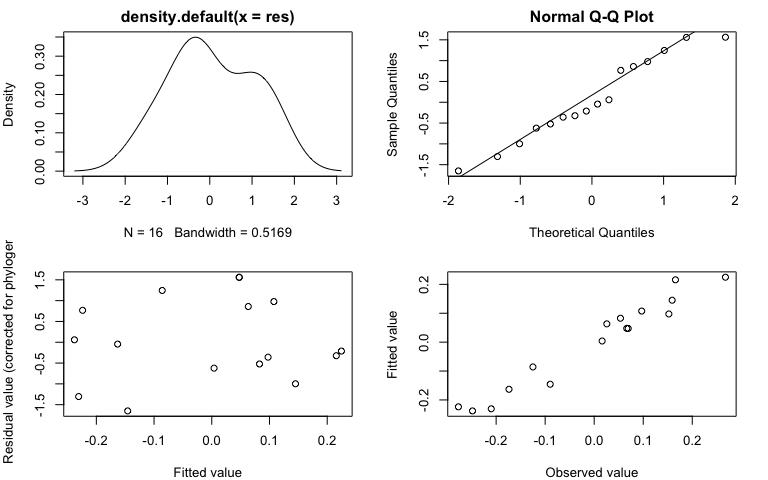 density.default(x = res)
Density
0.00 0.10 0.20 0.30
-3 -2 -1 0 1 2 3
N = 16 Bandwidth = 0.5169
Normal Q-Q Plot
Sample Quantiles
-1.5 -0.5 0.5 1.5
-2 -1 0 1 2
Theoretical Quantiles
Residual value (corrected for phyloger
-1.5 -0.5 0.5 1.5
-0.2 -0.1 0.0 0.1 0.2
Fitted value
Fitted value
-0.2 0.0 0.2
-0.2 -0.1 0.0 0.1 0.2
Observed value